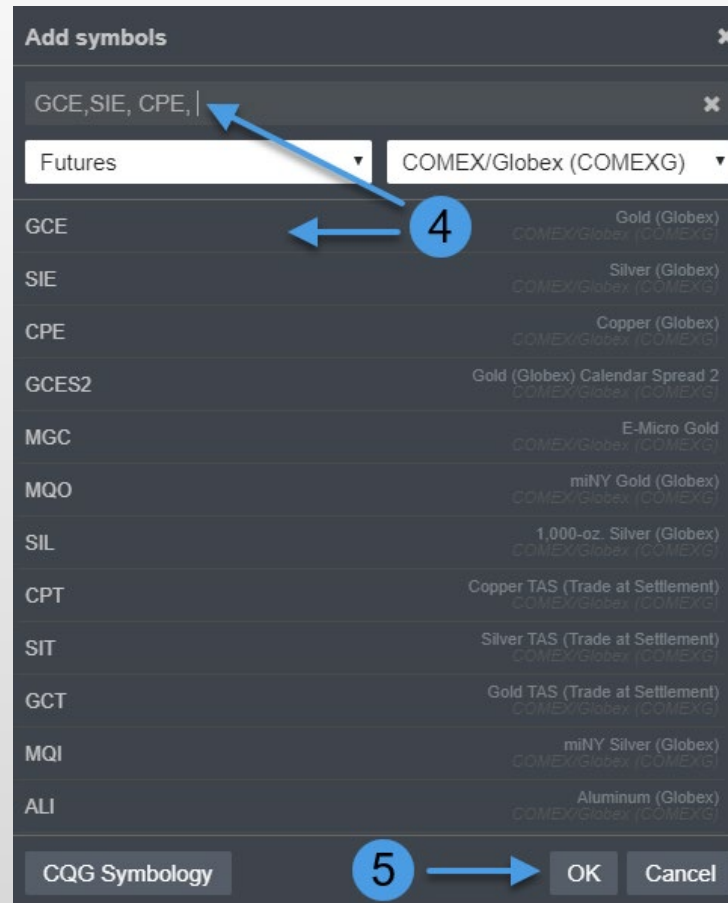 Add symbols
GCE,SIE, CPE,
Futures
COMEX/Globex (COMEXG)
4
GCE
Gold (Globex)
COMEX/Globex (COMEXG)
SIE
Silver (Globex)
COMEX/Globex (COMEXG)
CPE
Copper (Globex)
COMEX/Globex (COMEXG)
GCES2
Gold (Globex) Calendar Spread 2
COMEX/Globex (COMEXG)
MGC
E-Micro Gold
COMEX/Globex (COMEXG)
MQO
miNY Gold (Globex)
COMEX/Globex (COMEXG)
SIL
1,000-oz. Silver (Globex)
COMEX/Globex (COMEXG)
CPT
Copper TAS (Trade at Settlement)
COMEX/Globex (COMEXG)
SIT
Silver TAS (Trade at Settlement)
COMEX/Globex (COMEXG)
GCT
Gold TAS (Trade at Settlement)
COMEX/Globex (COMEXG)
MQI
miNY Silver (Globex)
COMEX/Globex (COMEXG)
ALI
Aluminum (Globex)
COMEX/Globex (COMEXG)
CQG Symbology
5
OK
Cancel